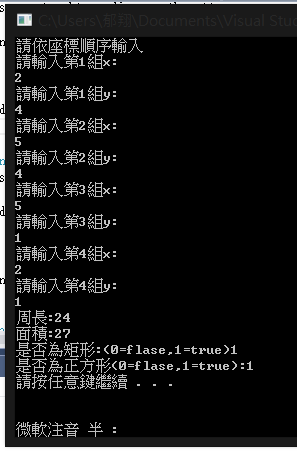 C:\Users\鄧翔\Documents\Visual Stu
請依座標順序輸入
請輸入第1組x:
2
請輸入第1組y:
4
請輸入第2組x:
5
請輸入第2組y:
4
請輸入第3組x:
5
請輸入第3組y:
1
請輸入第4組x:
2
請輸入第4組y:
1
周長:24
面積:27
是否為矩形:(0=flase,1=true)1
是否為正方形(0=flase,1=true):1
請按任意鍵繼續 . . .
微軟注音 半 :